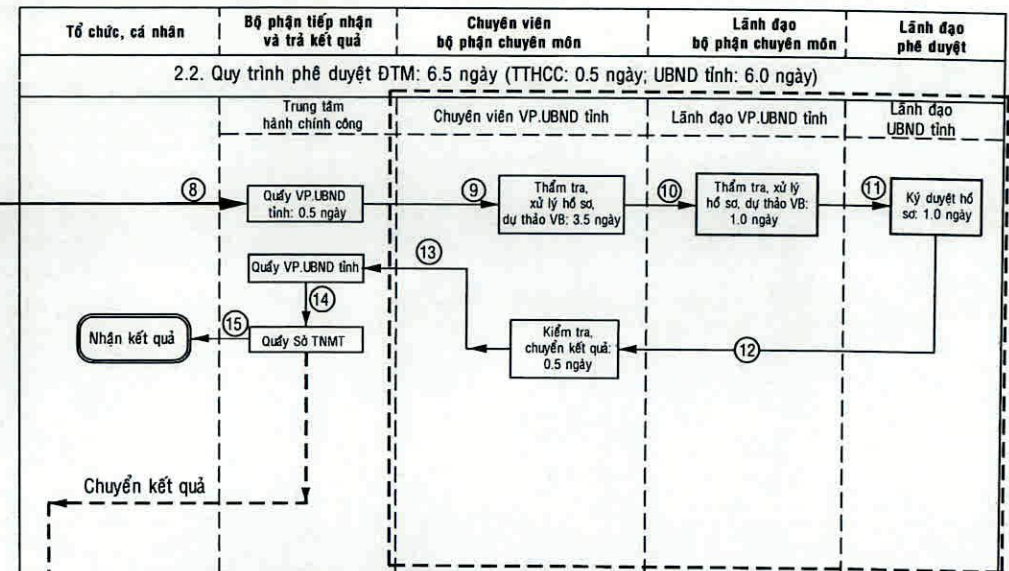 Tổ chức, cá nhân
Bộ phận tiếp nhận
và trả kết quả
Chuyên viên
bộ phận chuyên môn
Lãnh đạo
bộ phận chuyên môn
Lãnh đạo
phê duyệt
2.2. Quy trình phê duyệt ĐTM: 6.5 ngày (TTHCC: 0.5 ngày; UBND tỉnh: 6.0 ngày)
Trung tâm
hành chính công
Chuyên viên VP.UBND tỉnh
Lãnh đạo VP.UBND tỉnh
Lãnh đạo
UBND tỉnh
8
Quầy VP.UBND
tỉnh: 0.5 ngày
9
Thẩm tra,
xử lý hồ sơ,
dự thảo VB: 3.5 ngày
10
Thẩm tra, xử lý
hồ sơ, dự thảo VB:
1.0 ngày
11
Ký duyệt hồ
sơ: 1.0 ngày
Quầy VP.UBND tỉnh
13
14
Nhận kết quả
15
Quầy Sở TNMT
Kiểm tra,
chuyển kết quả:
0.5 ngày
12
Chuyển kết quả